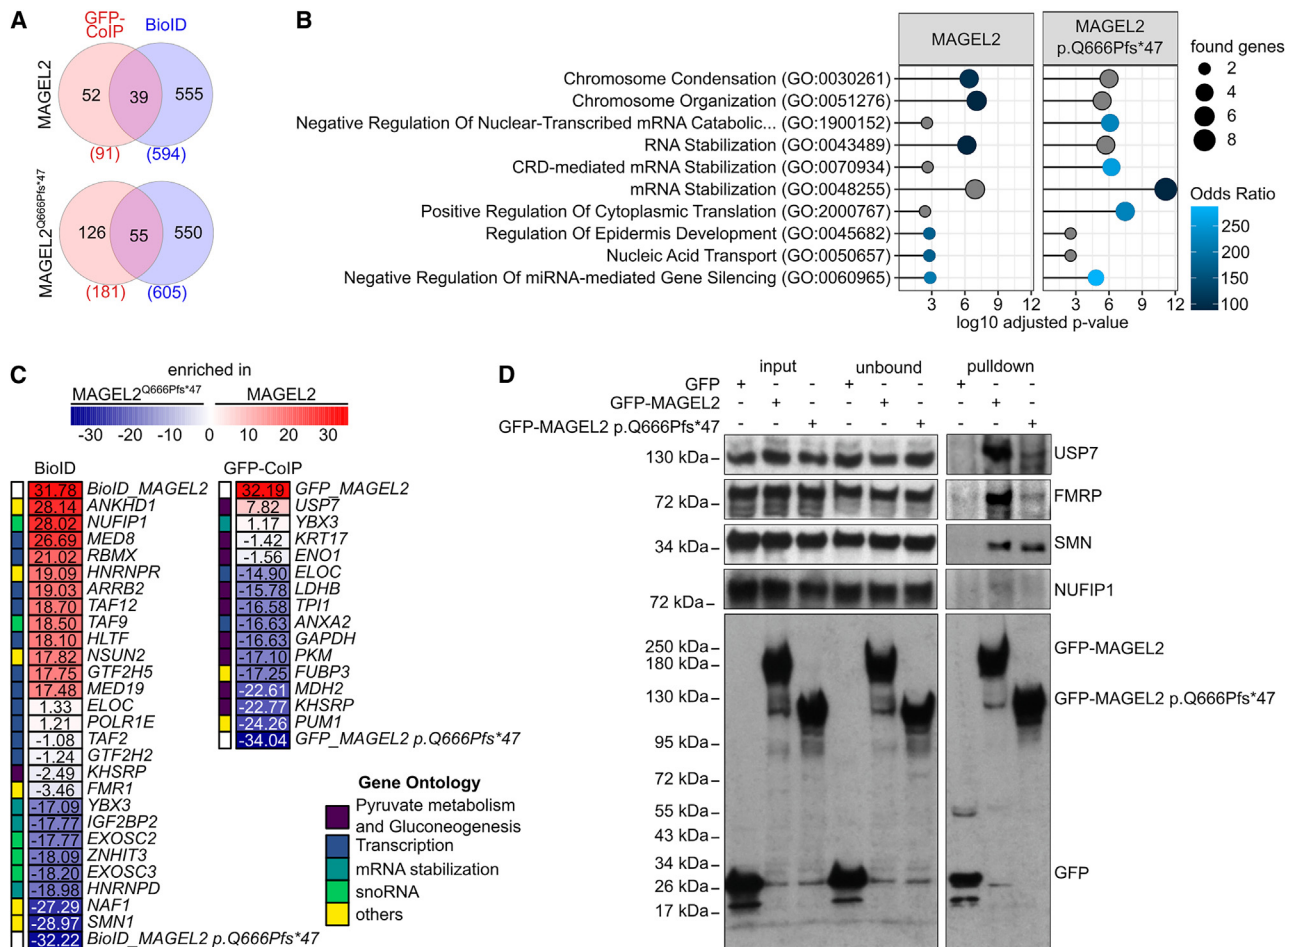 A
GFP-
CoIP
BioID
MAGEL2
52
39
555
(91)
(594)
MAGEL2Q666Pfs*47
126
55
550
(181)
(605)
B
MAGEL2
MAGEL2
p.Q666Pfs*47
Chromosome Condensation (GO:0030261)
Chromosome Organization (GO:0051276)
Negative Regulation Of Nuclear-Transcribed mRNA Catabolic... (GO:1900152)
RNA Stabilization (GO:0043489)
CRD-mediated mRNA Stabilization (GO:0070934)
mRNA Stabilization (GO:0048255)
Positive Regulation Of Cytoplasmic Translation (GO:2000767)
Regulation Of Epidermis Development (GO:0045682)
Nucleic Acid Transport (GO:0050657)
Negative Regulation Of miRNA-mediated Gene Silencing (GO:0060965)
3 6 9 12 3 6 9 12
log10 adjusted p-value
found genes
2
4
6
8
Odds Ratio
250
200
150
100
C
enriched in
MAGEL2Q666Pfs*47 MAGEL2
-30 -20 -10 0 10 20 30
BioID
31.78 BioID_MAGEL2
28.14 ANKHD1
28.02 NUFIP1
26.69 MED8
21.02 RBMX
19.09 HNRNPR
19.03 ARRB2
18.70 TAF12
18.50 TAF9
18.10 HLTF
17.82 NSUN2
17.75 GTF2H5
17.48 MED19
1.33 ELOC
1.21 POLR1E
-1.08 TAF2
-1.24 GTF2H2
-2.49 KHSRP
-3.46 FMR1
-17.09 YBX3
-17.77 IGF2BP2
-17.77 EXOSC2
-18.09 ZNHIT3
-18.20 EXOSC3
-18.98 HNRNPD
-27.29 NAF1
-28.97 SMN1
-32.22 BioID_MAGEL2 p.Q666Pfs*47
GFP-CoIP
32.19 GFP_MAGEL2
7.82 USP7
1.17 YBX3
-1.42 KRT17
-1.56 ENO1
-14.90 ELOC
-15.78 LDHB
-16.58 TPI1
-16.63 ANXA2
-16.63 GAPDH
-17.10 PKM
-17.25 FUBP3
-22.61 MDH2
-22.77 KHSRP
-24.26 PUM1
-34.04 GFP_MAGEL2 p.Q666Pfs*47
Gene Ontology
Pyruvate metabolism
and Gluconeogenesis
Transcription
mRNA stabilization
snoRNA
others
D
input unbound pulldown
GFP + - - + - - + - -
GFP-MAGEL2 - + - - + - - + -
GFP-MAGEL2 p.Q666Pfs*47 - - + - - + - - +
130 kDa USP7
72 kDa FMRP
34 kDa SMN
NUFIP1
72 kDa
250 kDa GFP-MAGEL2
180 kDa
130 kDa GFP-MAGEL2 p.Q666Pfs*47
95 kDa
72 kDa
55 kDa
43 kDa
34 kDa GFP
26 kDa
17 kDa